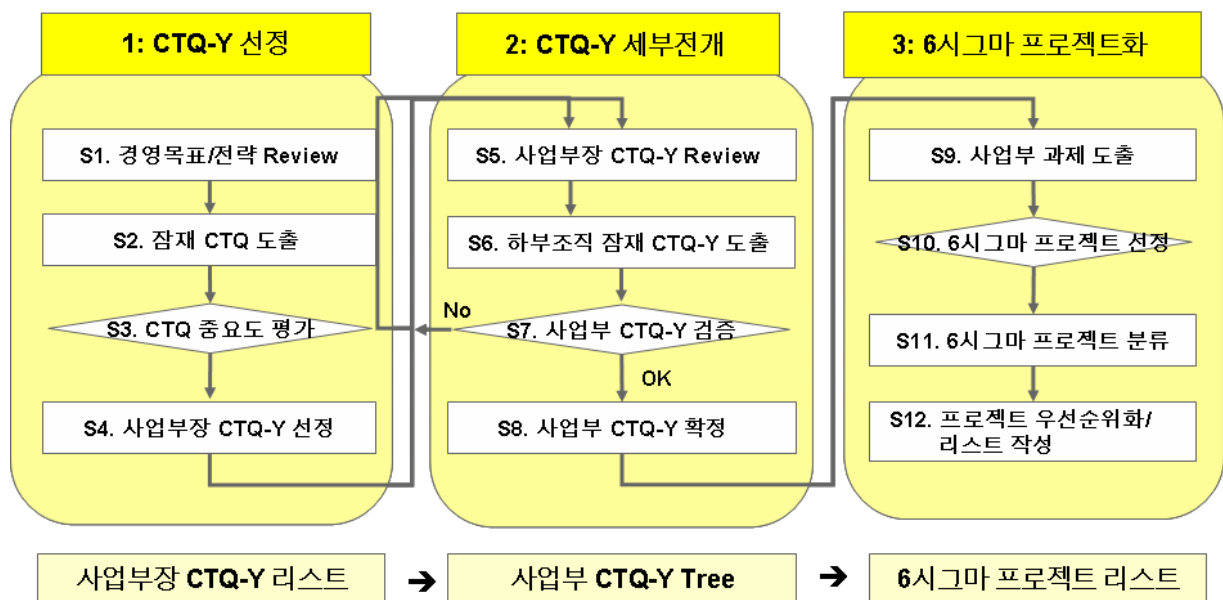 1: CTQ-Y 선정
S1. 경영목표/전략 Review
S2. 잠재 CTQ 도출
S3. CTQ 중요도 평가
S4. 사업부장 CTQ-Y 선정
사업부장 CTQ-Y 리스트
2: CTQ-Y 세부전개
S5. 사업부장 CTQ-Y Review
S6. 하부조직 잠재 CTQ-Y 도출
No
S7. 사업부 CTQ-Y 검증
OK
S8. 사업부 CTQ-Y 확정
사업부 CTQ-Y Tree
3: 6시그마 프로젝트화
S9. 사업부 과제 도출
S10. 6시그마 프로젝트 선정
S11. 6시그마 프로젝트 분류
S12. 프로젝트 우선순위화/
리스트 작성
6시그마 프로젝트 리스트